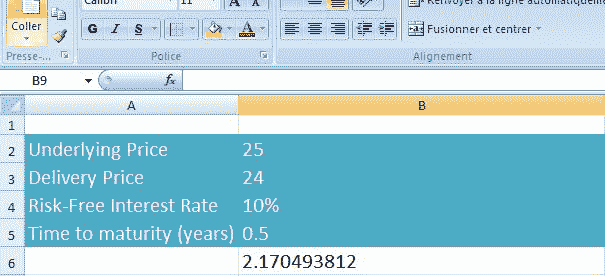 Calibri 11
Renvoyer à la ligne automatiquement
Coller
G I S A
Fusionner et centrer
Presse-... Police Alignement
B9 fx
A B
1
2 Underlying Price 25
3 Delivery Price 24
4 Risk-Free Interest Rate 10%
5 Time to maturity (years) 0.5
6 2.170493812